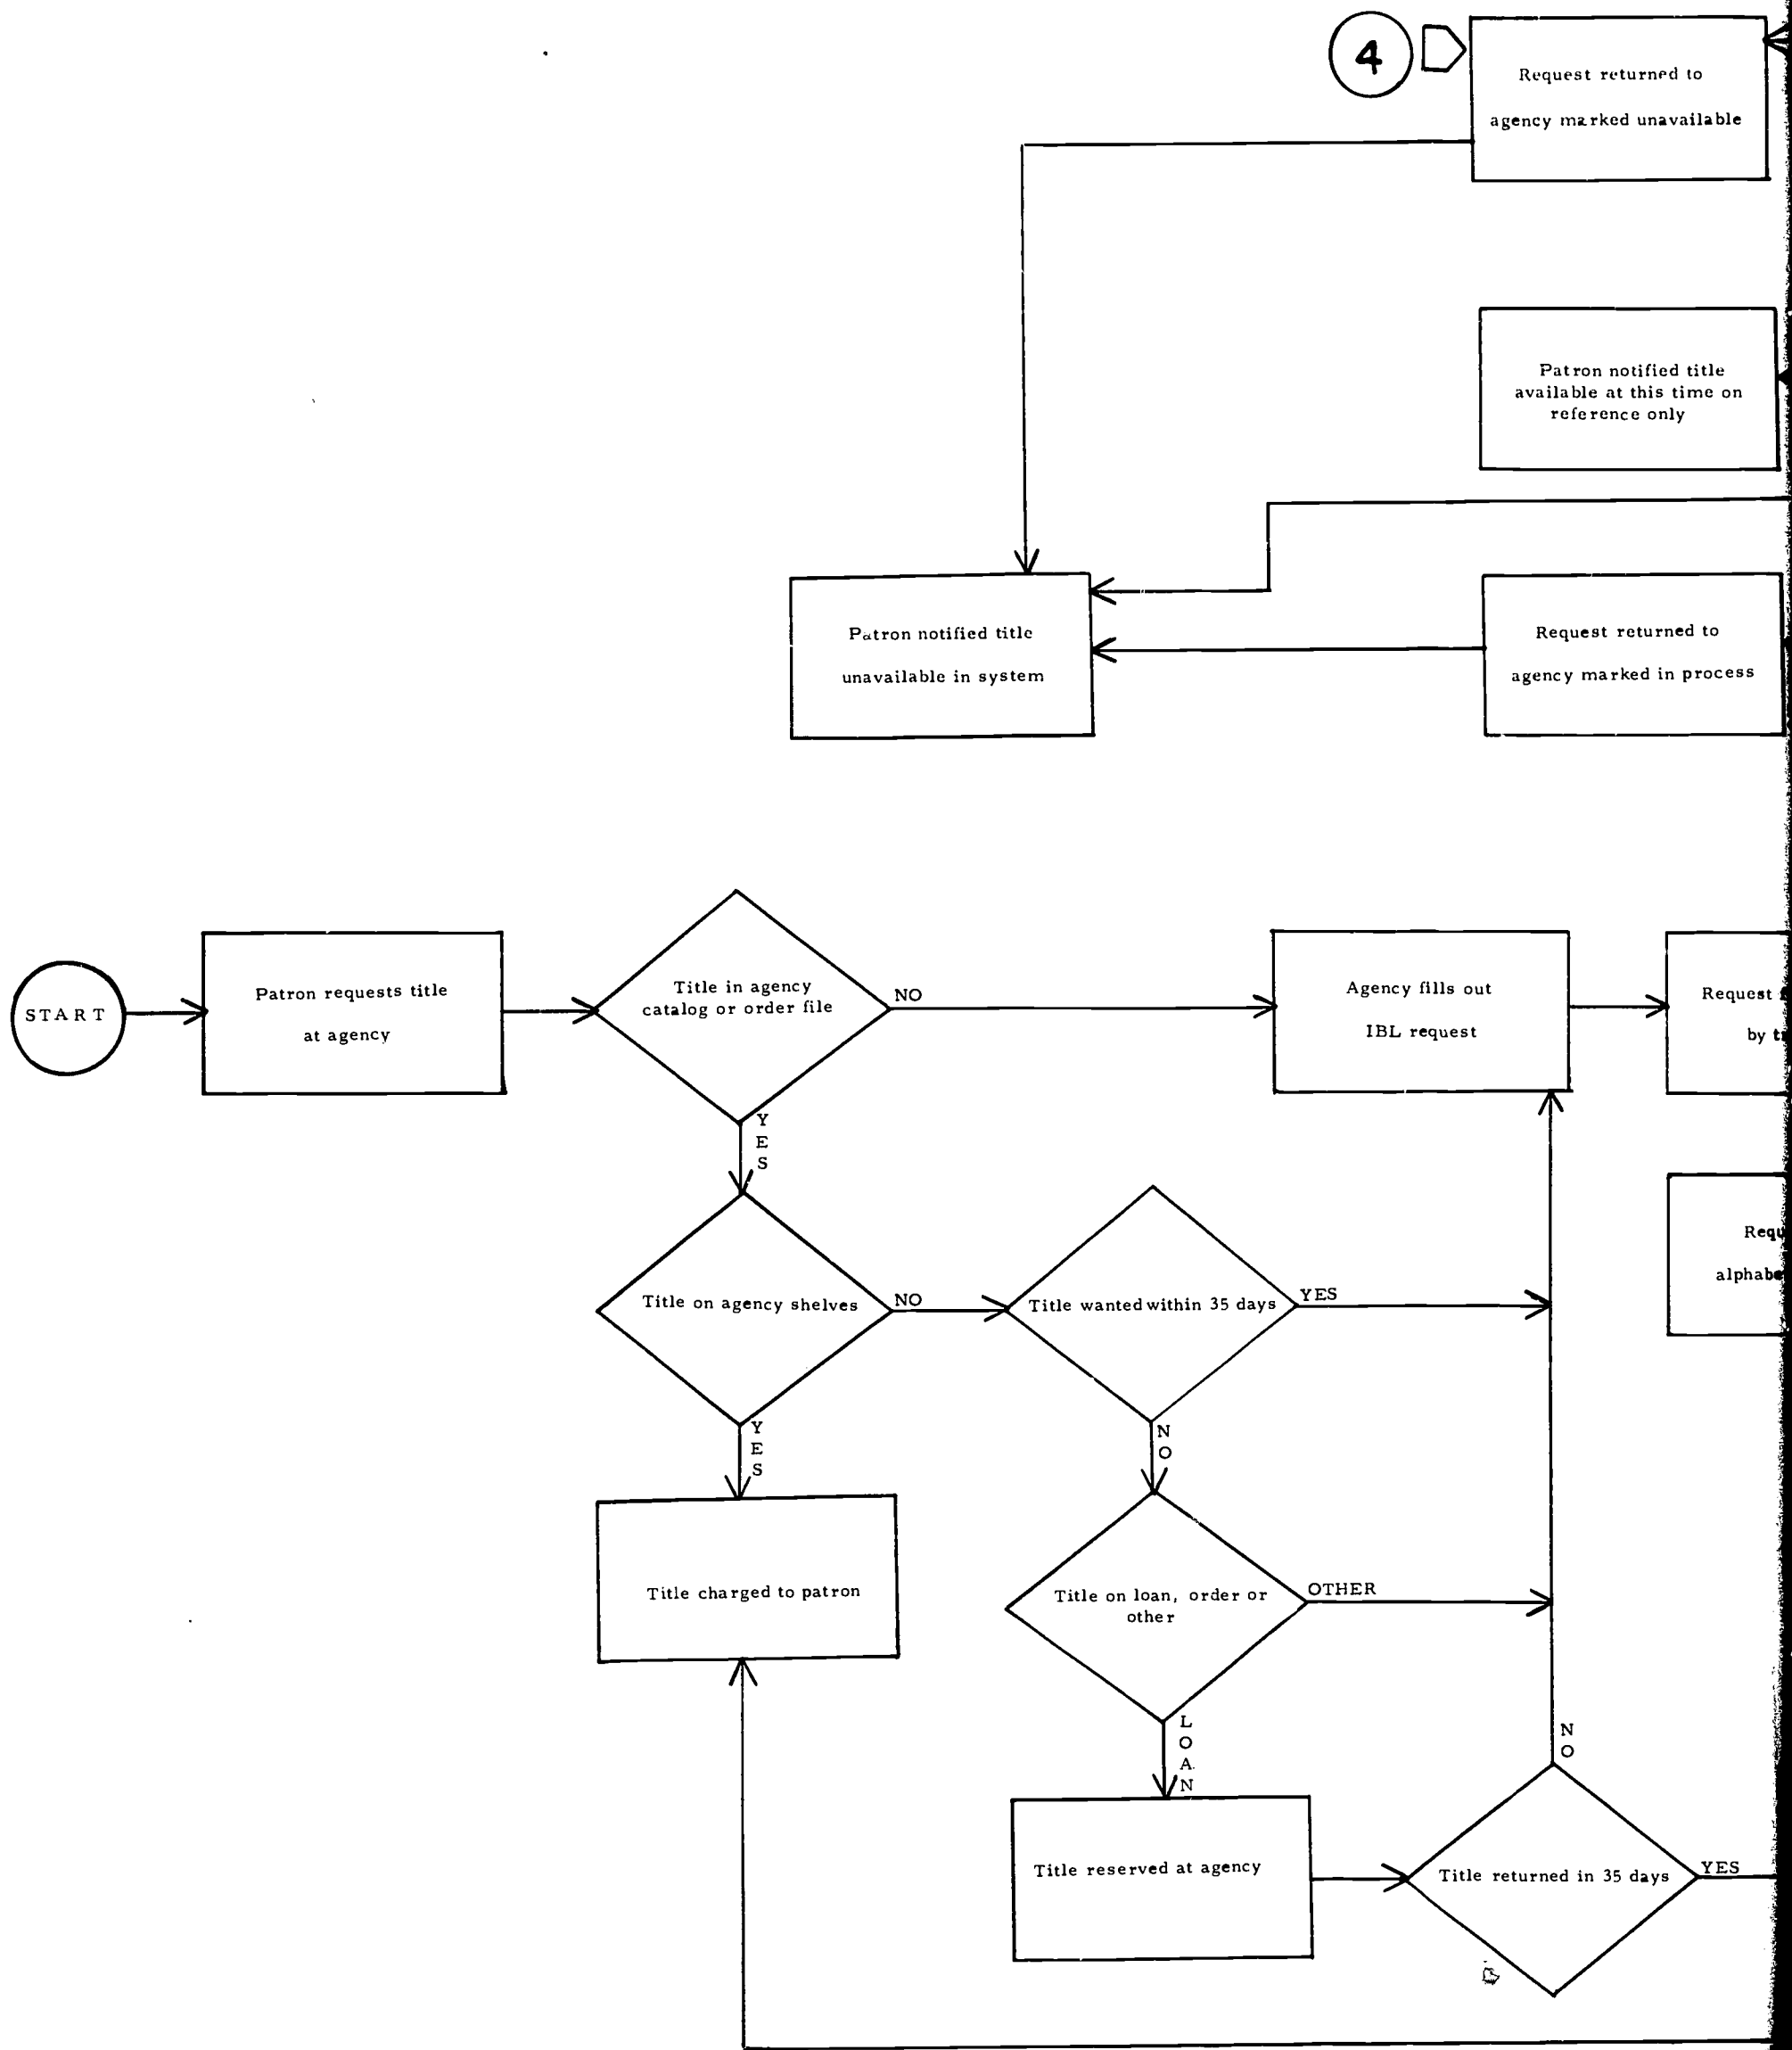 4
Request returned to
agency marked unavailable
Patron notified title
available at this time on
reference only
Patron notified title
unavailable in system
Request returned to
agency marked in process
START
Patron requests title
at agency
Title in agency
catalog or order file
NO
YES
Agency fills out
IBL request
Request
by
Title on agency shelves
NO
YES
Title wanted within 35 days
YES
NO
Title charged to patron
Title on loan, order or
other
OTHER
LOAN
Title reserved at agency
Title returned in 35 days
NO
YES